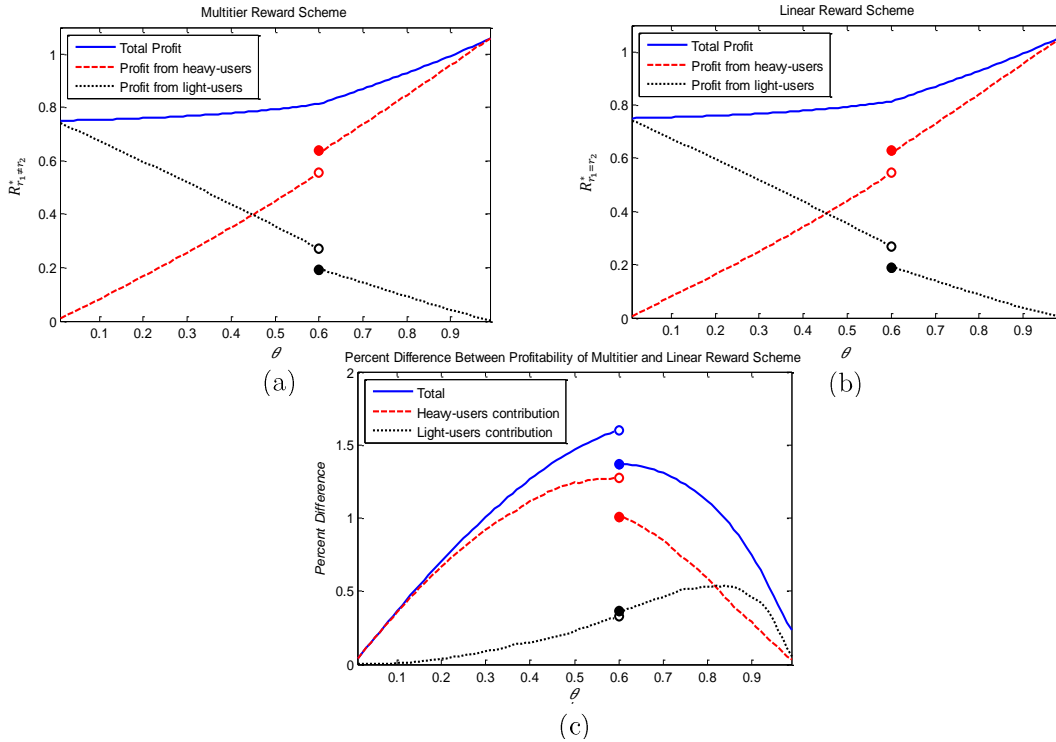 Multitier Reward Scheme
Total Profit
Profit from heavy-users
Profit from light-users
R*r1≠r2
1
0.8
0.6
0.4
0.2
0
0.1 0.2 0.3 0.4 0.5 0.6 0.7 0.8 0.9
θ
(a)
Linear Reward Scheme
Total Profit
Profit from heavy-users
Profit from light-users
R*r1=r2
1
0.8
0.6
0.4
0.2
0
0.1 0.2 0.3 0.4 0.5 0.6 0.7 0.8 0.9
θ
(b)
Percent Difference Between Profitability of Multitier and Linear Reward Scheme
Total
Heavy-users contribution
Light-users contribution
Percent Difference
2
1.5
1
0.5
0
0.1 0.2 0.3 0.4 0.5 0.6 0.7 0.8 0.9
θ
(c)